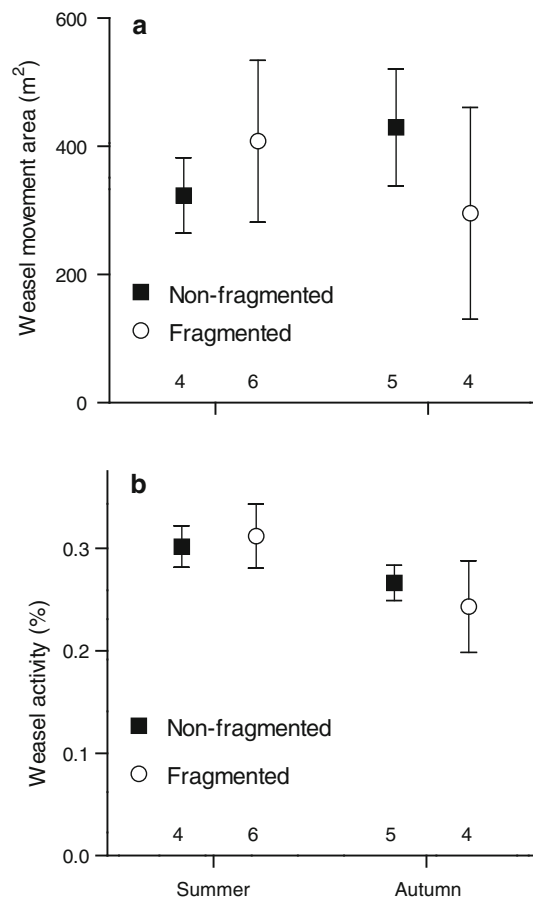 600
a
400
200
0
Weasel movement area (m²)
Non-fragmented
Fragmented
4 6 5 4
b
0.3
0.2
0.1
0.0
Weasel activity (%)
Non-fragmented
Fragmented
4 6 5 4
Summer Autumn